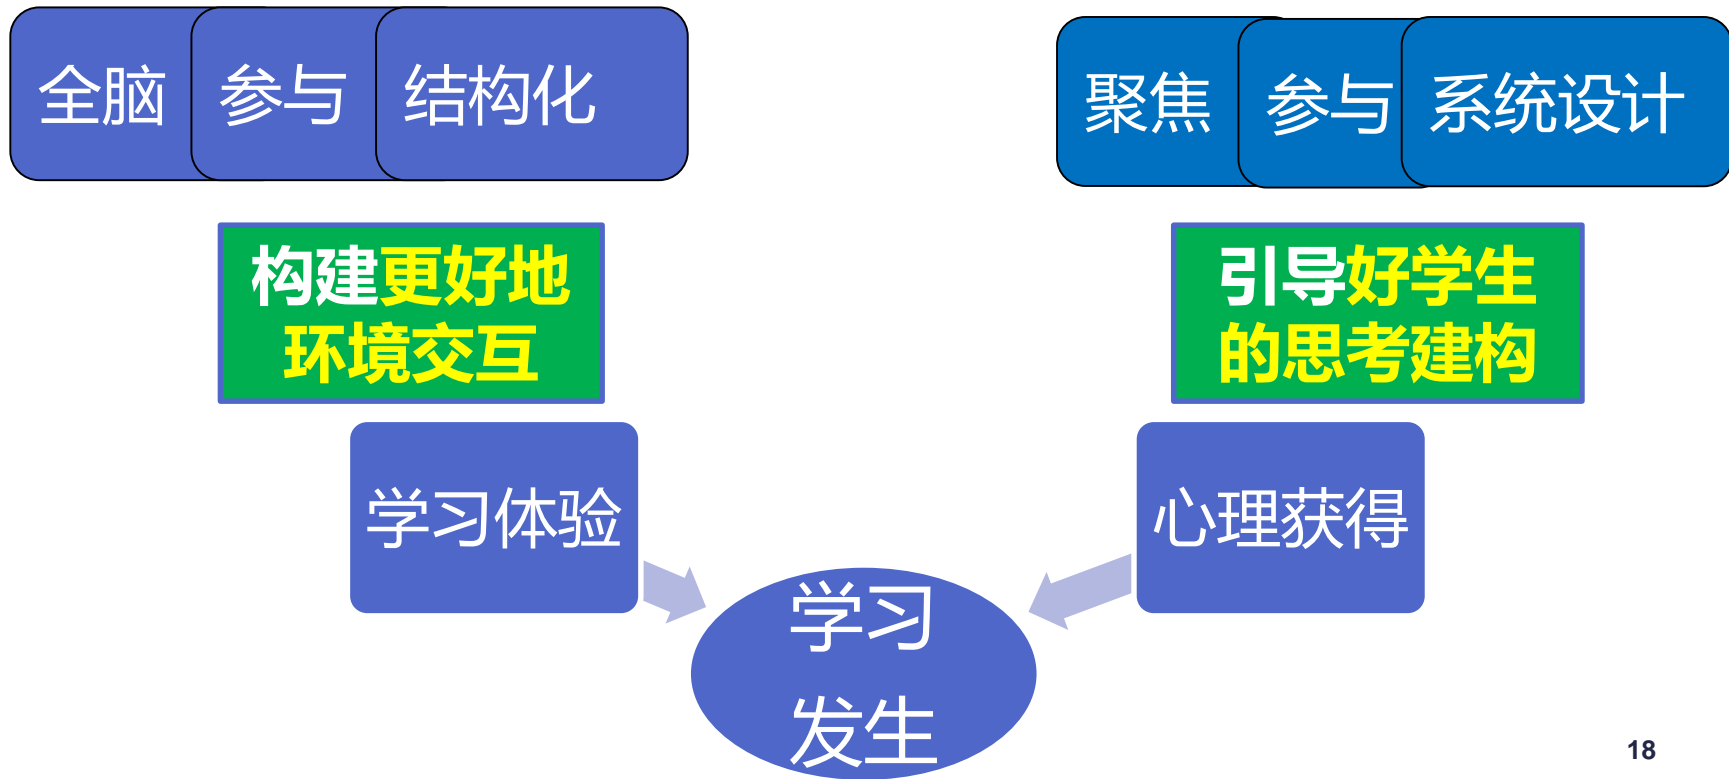 全脑
参与
结构化
聚焦
参与
系统设计
构建更好地
环境交互
引导好学生
的思考建构
学习体验
心理获得
学习
发生
18